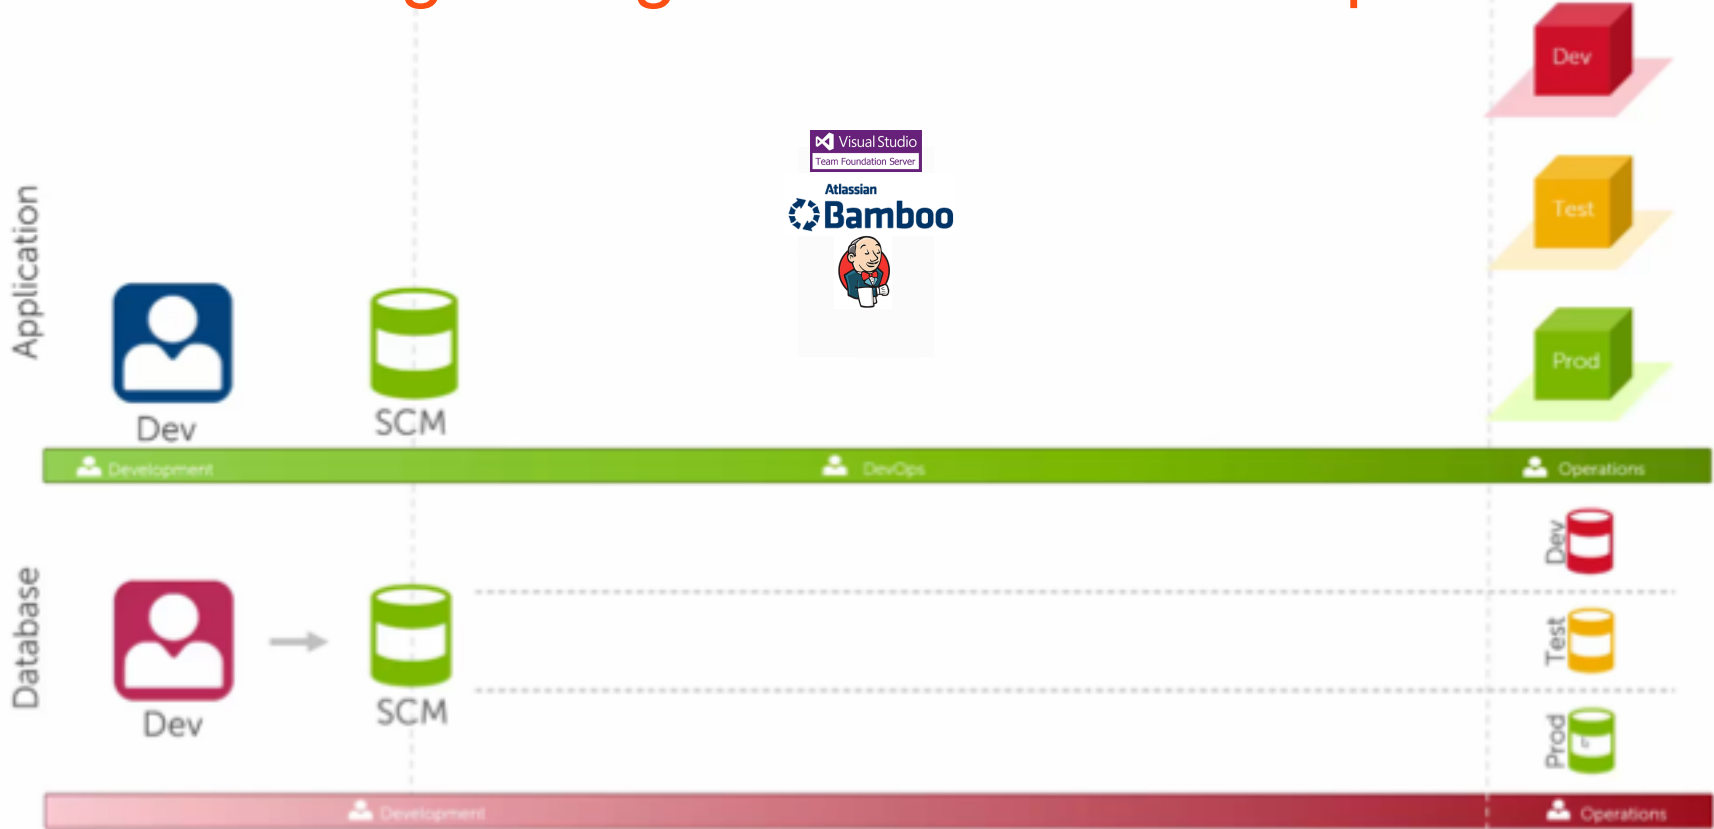 Dev
Visual Studio
Team Foundation Server
Atlassian
Bamboo
Test
Application
Prod
Dev
SCM
Development
DevOps
Operations
Dev
Database
Test
Dev
SCM
Prod
Development
Operations